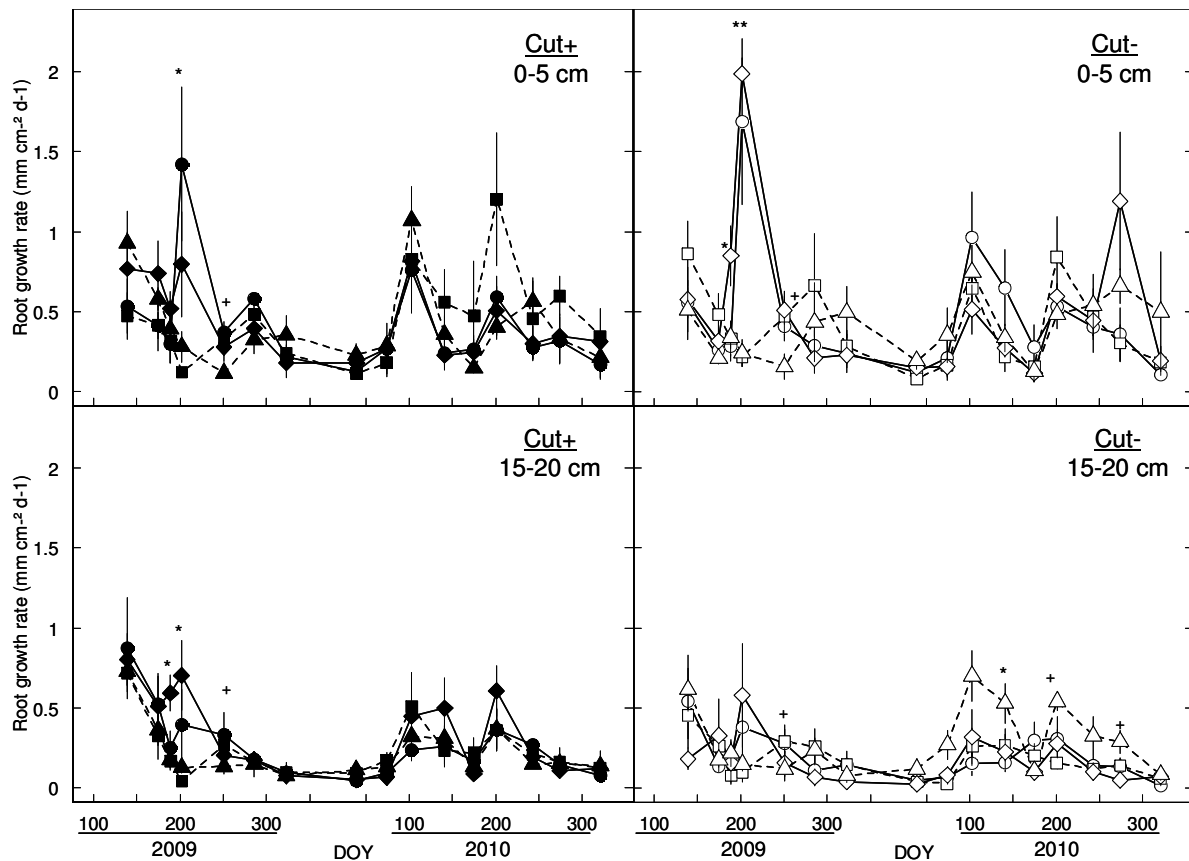 Cut+
0-5 cm
Cut-
0-5 cm
Root growth rate (mm cm-² d-1)
2
1.5
1
0.5
0
*
+
**
*
+
Cut+
15-20 cm
Cut-
15-20 cm
Root growth rate (mm cm-² d-1)
2
1.5
1
0.5
0
*
*
+
+
*
+
+
100 200 300 100 200 300 100 200 300 100 200 300
2009 DOY 2010 2009 DOY 2010